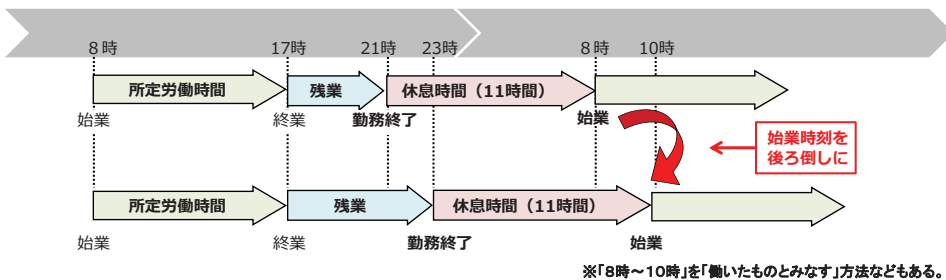 8時 17時 21時 23時 8時 10時
所定労働時間 残業 休息時間（11時間）
始業 終業 勤務終了 始業
始業時刻を
後ろ倒しに
所定労働時間 残業 休息時間（11時間）
始業 終業 勤務終了 始業
※「8時～10時」を「働いたものとみなす」方法などもある。